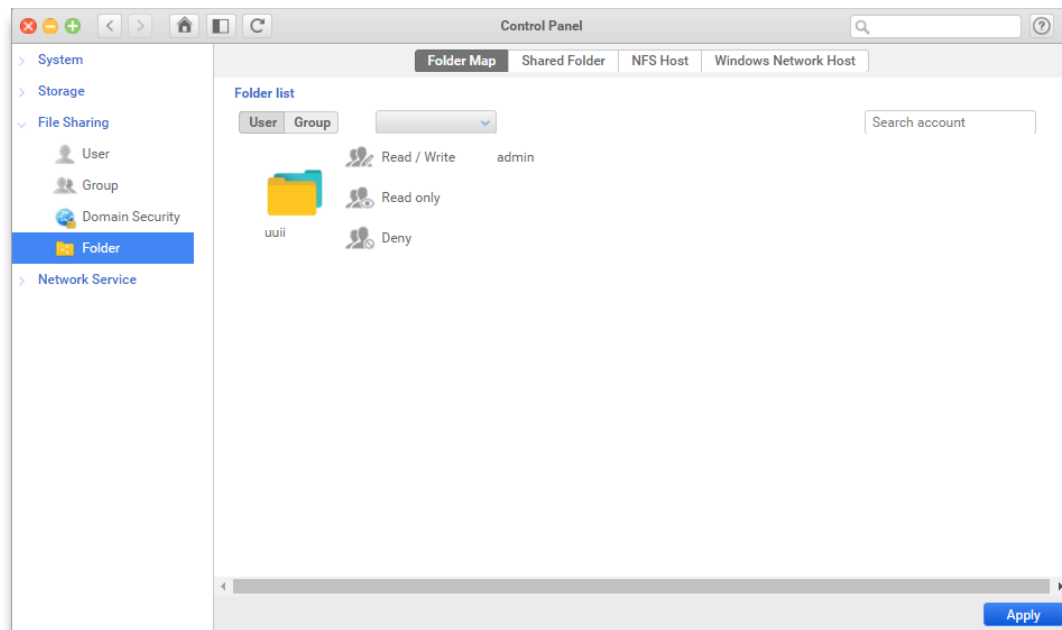 Control Panel
?
System
Storage
File Sharing
User
Group
Domain Security
Folder
Network Service
Folder Map Shared Folder NFS Host Windows Network Host
Folder list
User Group Search account
Read / Write admin
Read only
Deny
uuii
Apply